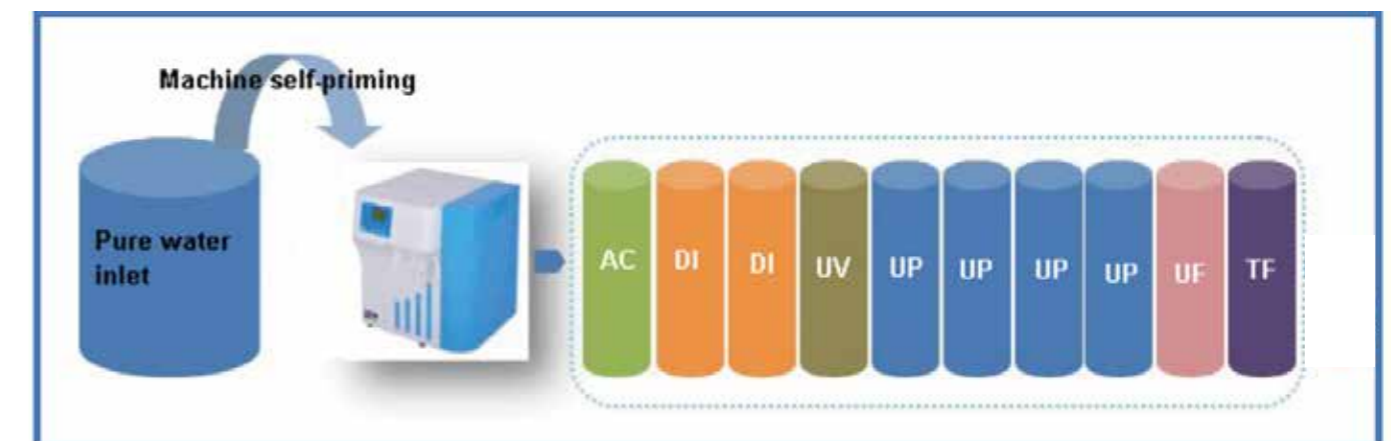 Machine self-priming
Pure water
inlet
AC DI DI UV UP UP UP UP UF TF